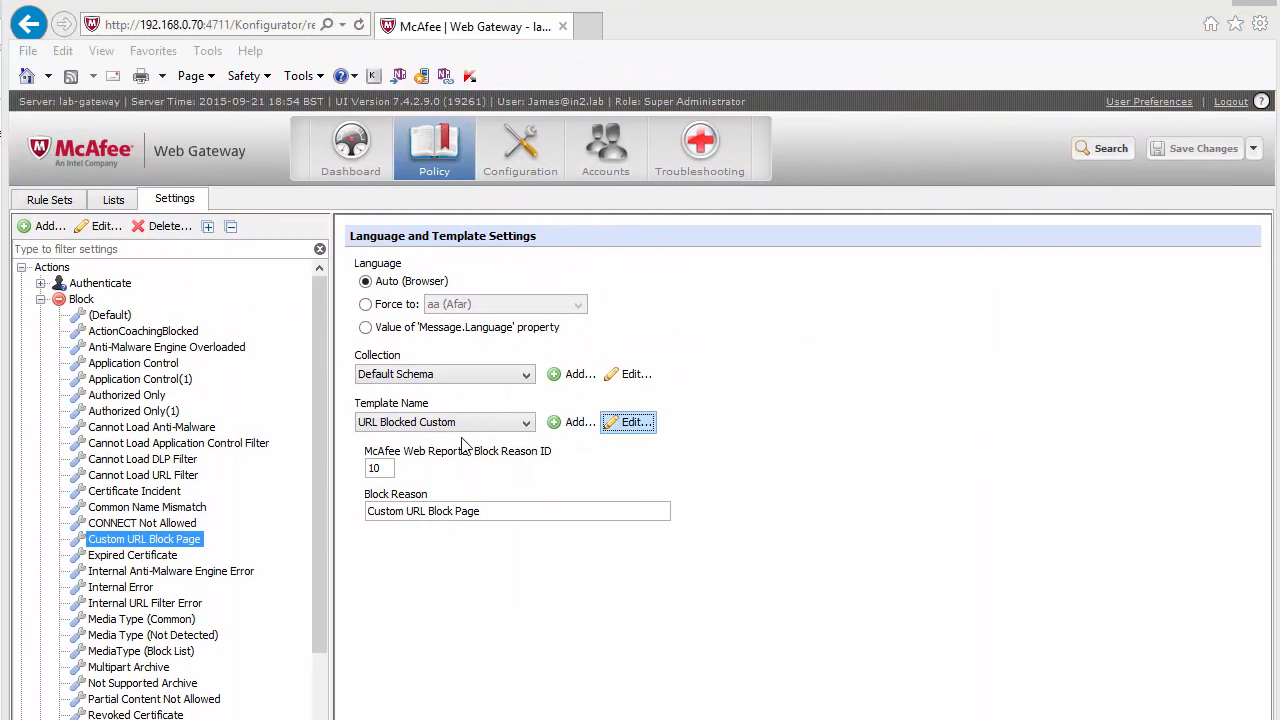 http://192.168.0.70:4711/Konfigurator/re
McAfee | Web Gateway - la...
File Edit View Favorites Tools Help
Page Safety Tools
Server: lab-gateway | Server Time: 2015-09-21 18:54 BST | UI Version 7.4.2.9.0 (19261) | User: James@in2.lab | Role: Super Administrator
User Preferences | Logout ?
McAfee
An Intel Company
Web Gateway
Dashboard Policy Configuration Accounts Troubleshooting
Search Save Changes
Rule Sets Lists Settings
Add... Edit... Delete...
Type to filter settings
Actions
Authenticate
Block
(Default)
ActionCoachingBlocked
Anti-Malware Engine Overloaded
Application Control
Application Control(1)
Authorized Only
Authorized Only(1)
Cannot Load Anti-Malware
Cannot Load Application Control Filter
Cannot Load DLP Filter
Cannot Load URL Filter
Certificate Incident
Common Name Mismatch
CONNECT Not Allowed
Custom URL Block Page
Expired Certificate
Internal Anti-Malware Engine Error
Internal Error
Internal URL Filter Error
Media Type (Common)
Media Type (Not Detected)
MediaType (Block List)
Multipart Archive
Not Supported Archive
Partial Content Not Allowed
Revoked Certificate
Language and Template Settings
Language
Auto (Browser)
Force to: aa (Afar)
Value of 'Message.Language' property
Collection
Default Schema Add... Edit...
Template Name
URL Blocked Custom Add... Edit...
McAfee Web Reporter Block Reason ID
10
Block Reason
Custom URL Block Page